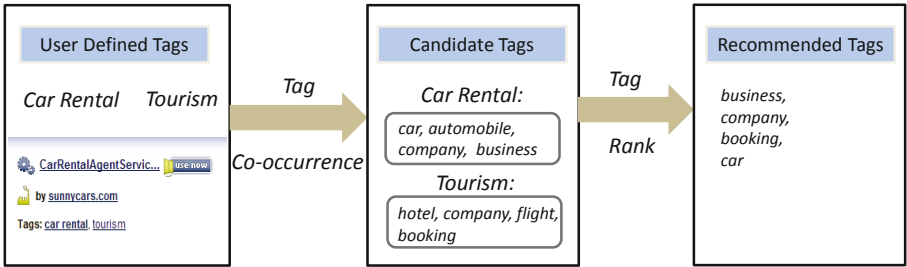 User Defined Tags
Car Rental Tourism
CarRentalAgentServic... use now
by sunnycars.com
Tags: car rental, tourism
Tag
Co-occurrence
Candidate Tags
Car Rental:
car, automobile,
company, business
Tourism:
hotel, company, flight,
booking
Tag
Rank
Recommended Tags
business,
company,
booking,
car